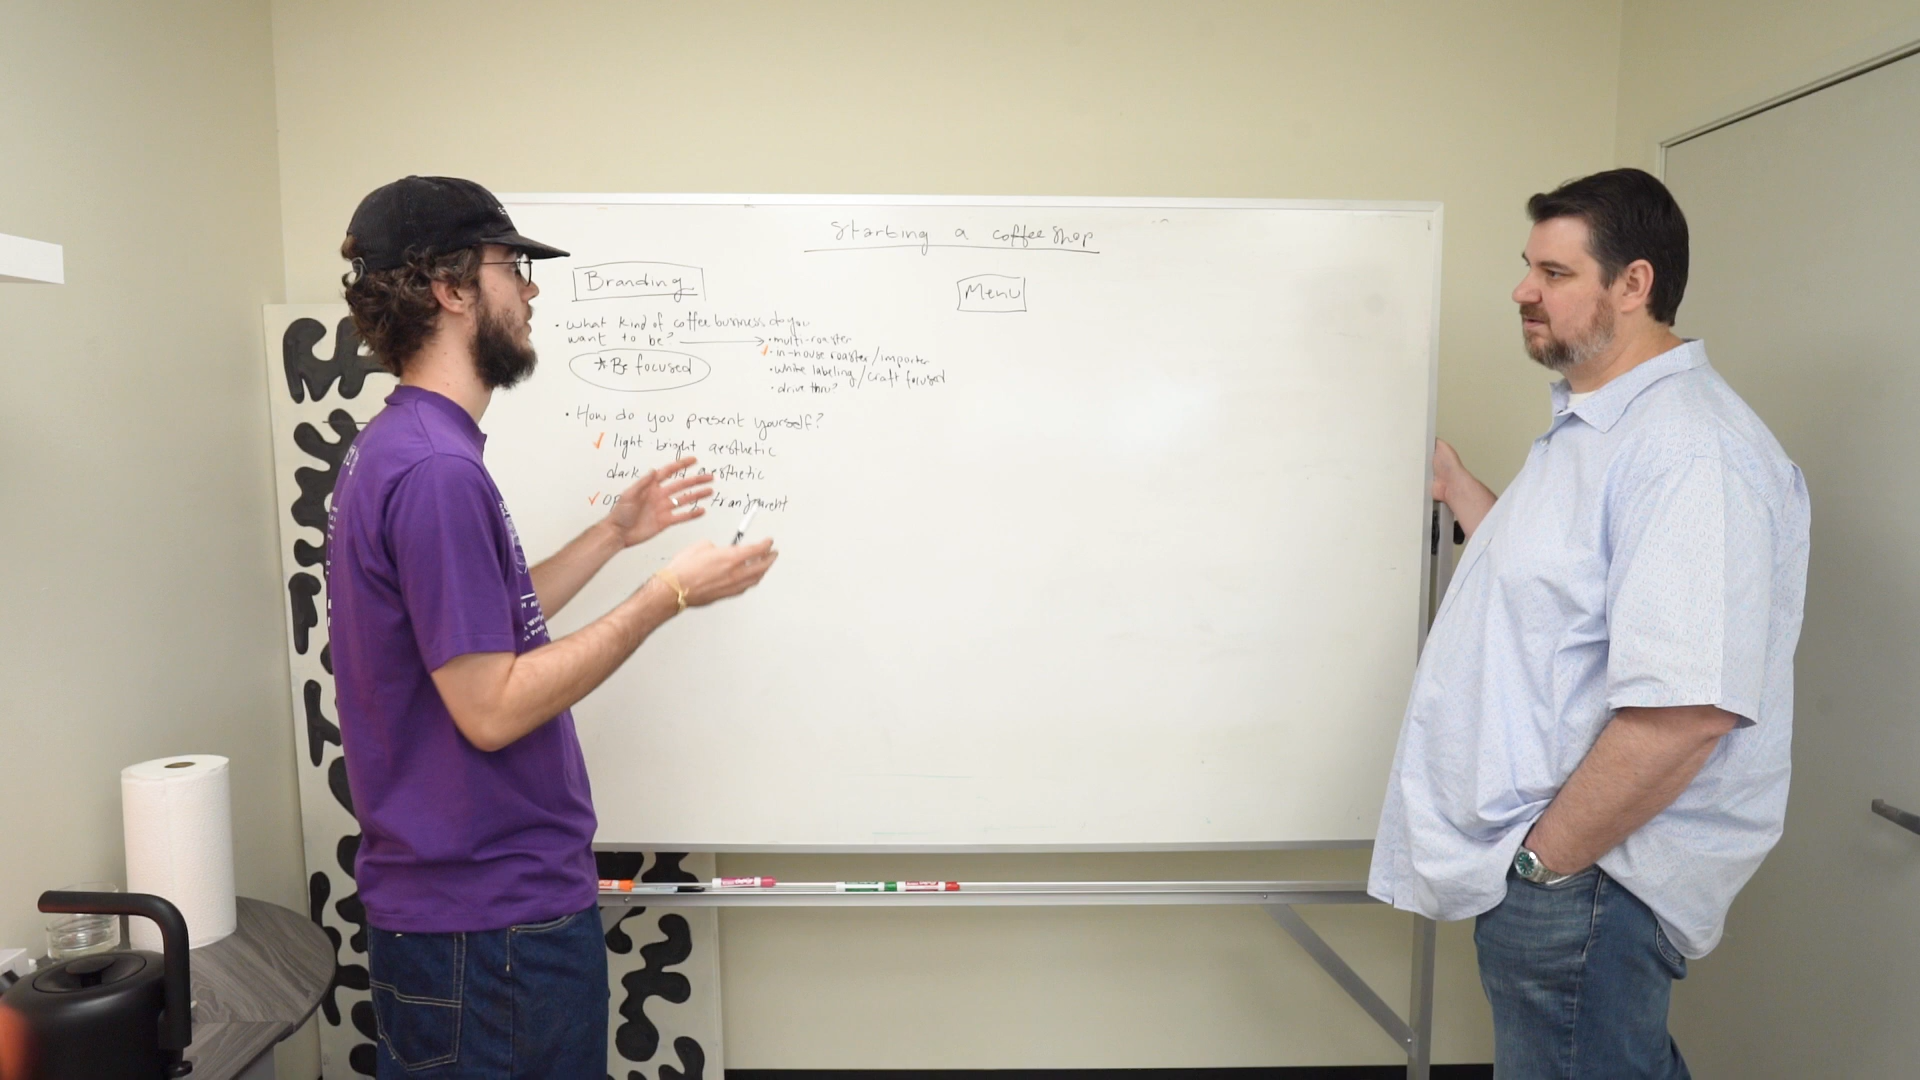 Starting a coffee shop
Branding
Menu
• What kind of coffee business do you
want to be?
• multi-roaster
✓• in-house roaster/importer
• white labeling/craft focused
• drive thru?
* Be focused
• How do you present yourself?
✓ light bright aesthetic
dark aesthetic
✓ transparent